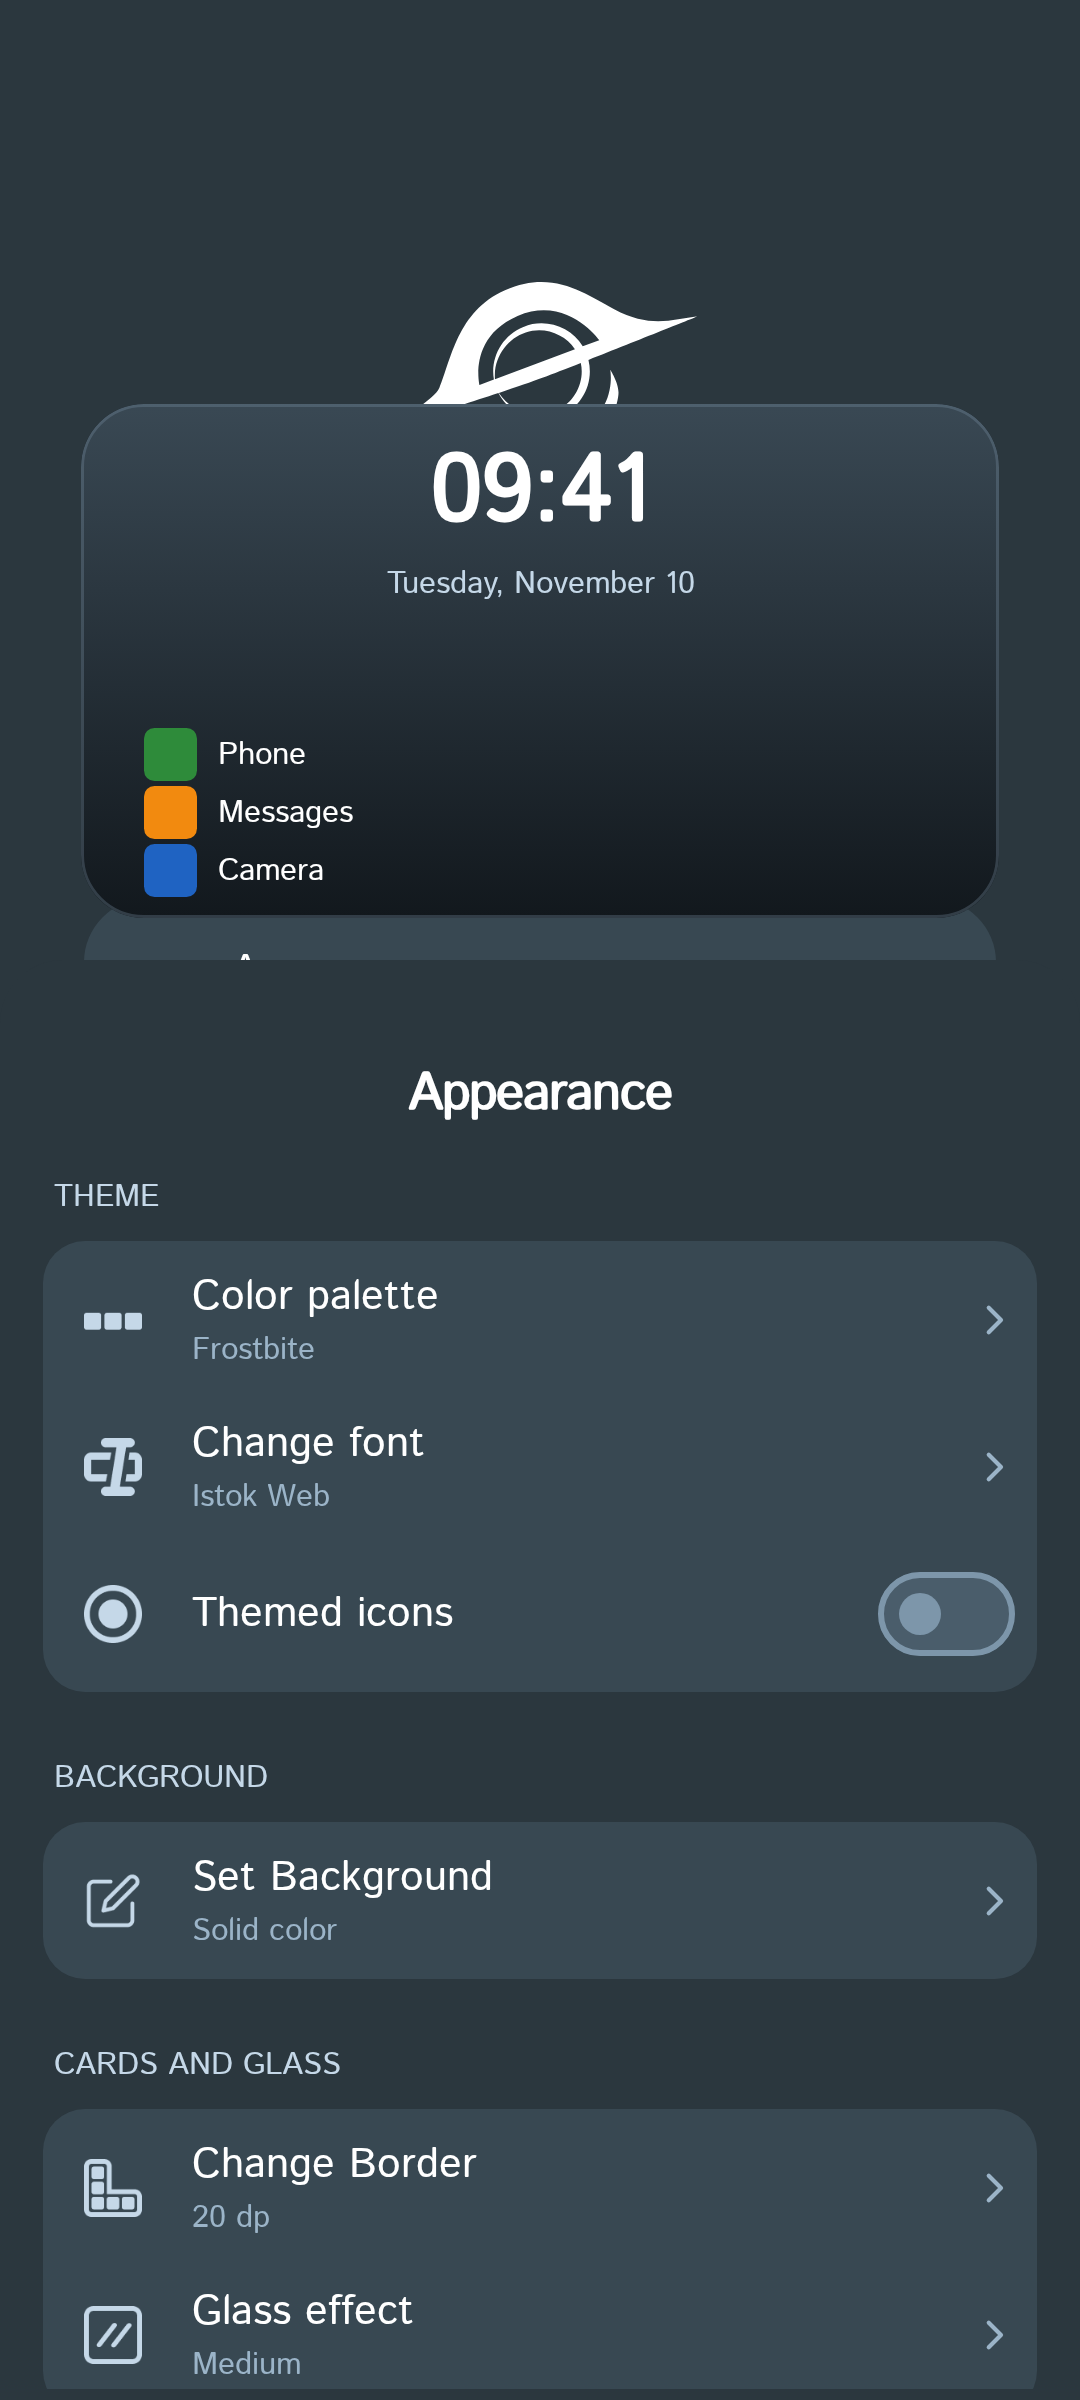 09:41
Tuesday, November 10
Phone
Messages
Camera
Appearance
THEME
Color palette
Frostbite
Change font
Istok Web
Themed icons
BACKGROUND
Set Background
Solid color
CARDS AND GLASS
Change Border
20 dp
Glass effect
Medium